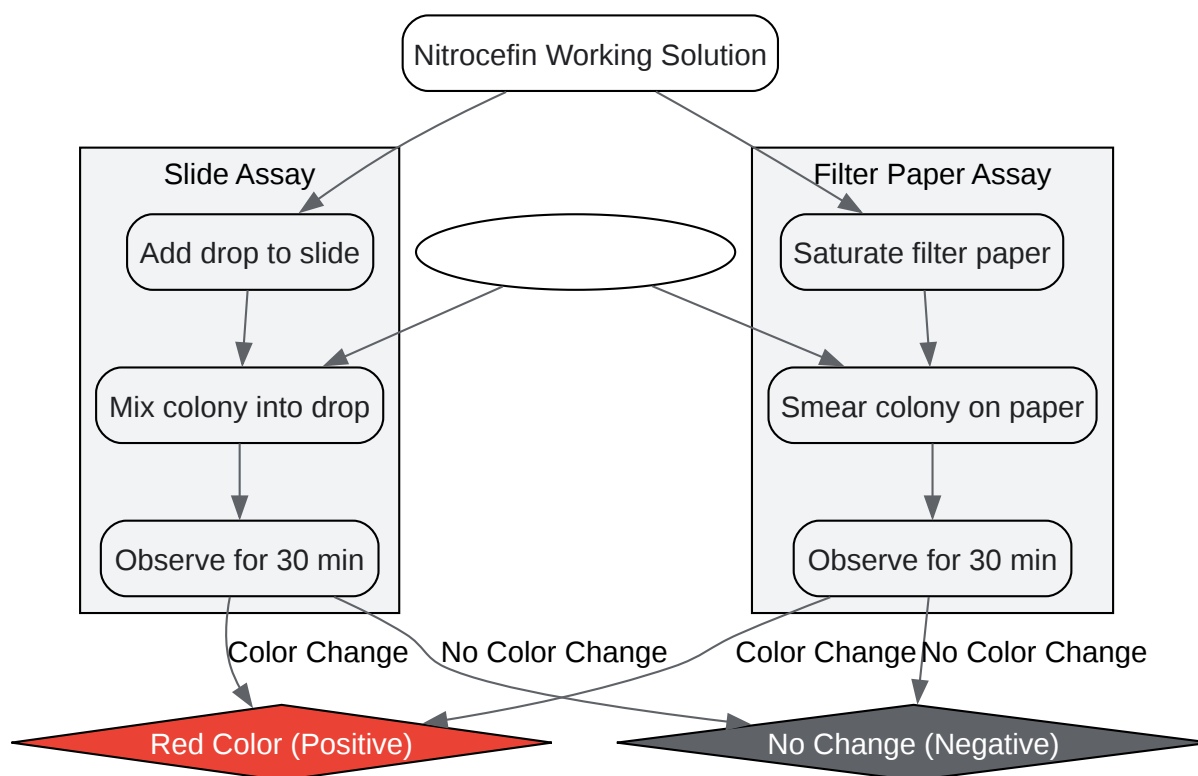 Nitrocefin Working Solution
Slide Assay
Filter Paper Assay
Add drop to slide
Saturate filter paper
Mix colony into drop
Smear colony on paper
Observe for 30 min
Observe for 30 min
Color Change
No Color Change
Color Change
No Color Change
Red Color (Positive)
No Change (Negative)